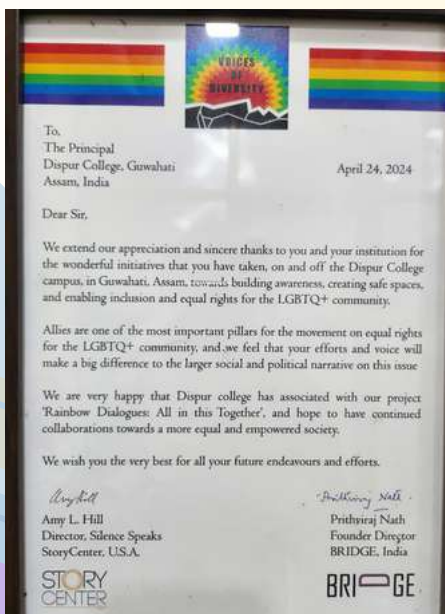 VOICES
OF
DIVERSITY
To,
The Principal
Dispur College, Guwahati
Assam, India
April 24, 2024
Dear Sir,
We extend our appreciation and sincere thanks to you and your institution for
the wonderful initiatives that you have taken, on and off the Dispur College
campus, in Guwahati, Assam, towards building awareness, creating safe spaces,
and enabling inclusion and equal rights for the LGBTQ+ community.
Allies are one of the most important pillars for the movement on equal rights
for the LGBTQ+ community, and we feel that your efforts and voice will
make a big difference to the larger social and political narrative on this issue
We are very happy that Dispur college has associated with our project
'Rainbow Dialogues: All in this Together', and hope to have continued
collaborations towards a more equal and empowered society.
We wish you the very best for all your future endeavours and efforts.
Amy Hill
Prithviraj Nath
Amy L. Hill
Director, Silence Speaks
StoryCenter, U.S.A.
Prithviraj Nath
Founder Director
BRIDGE, India
STORY
CENTER
BRIDGE